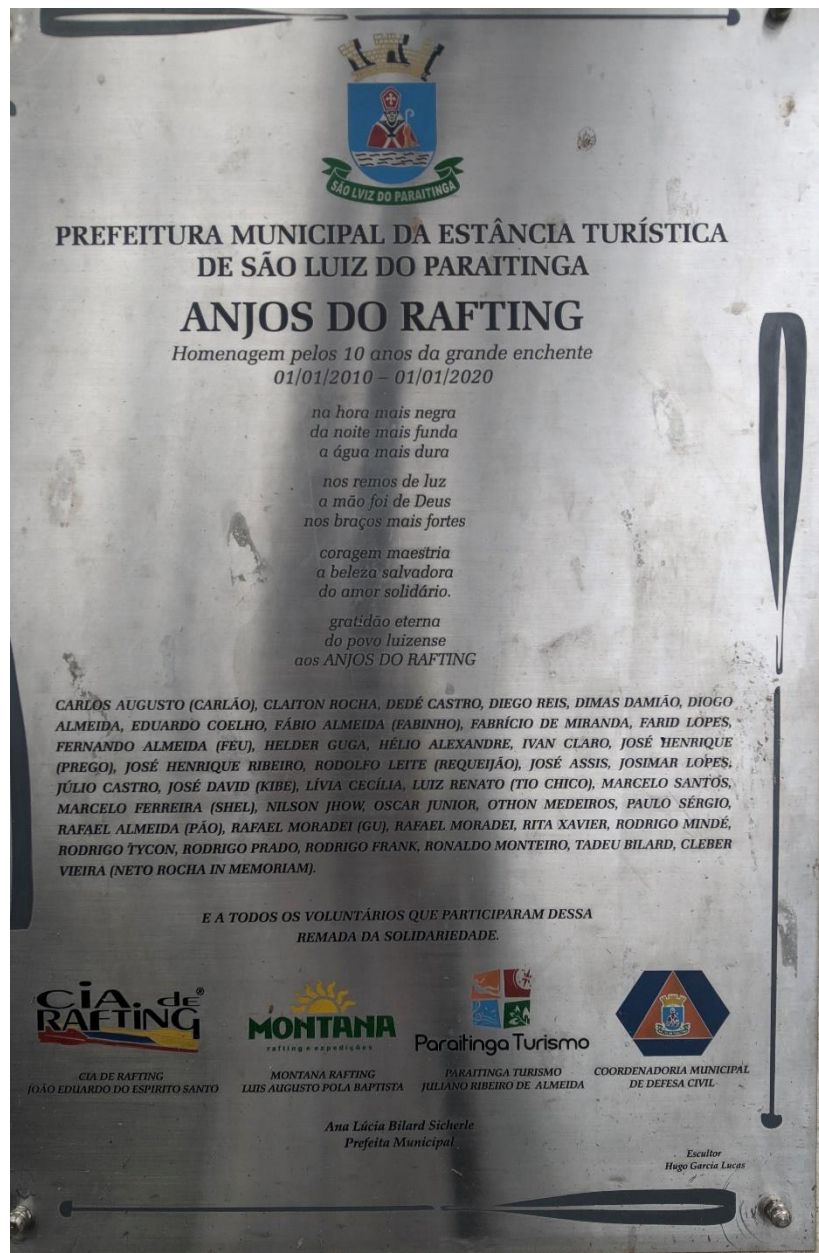 SÃO LVIZ DO PARAITINGA
PREFEITURA MUNICIPAL DA ESTÂNCIA TURÍSTICA
DE SÃO LUIZ DO PARAITINGA
ANJOS DO RAFTING
Homenagem pelos 10 anos da grande enchente
01/01/2010 – 01/01/2020
na hora mais negra
da noite mais funda
a água mais dura
nos remos de luz
a mão foi de Deus
nos braços mais fortes
coragem maestria
a beleza salvadora
do amor solidário.
gratidão eterna
do povo luizense
aos ANJOS DO RAFTING
CARLOS AUGUSTO (CARLÃO), CLAITON ROCHA, DEDÉ CASTRO, DIEGO REIS, DIMAS DAMIÃO, DIOGO
ALMEIDA, EDUARDO COELHO, FÁBIO ALMEIDA (FABINHO), FABRÍCIO DE MIRANDA, FARID LOPES,
FERNANDO ALMEIDA (FEU), HELDER GUGA, HÉLIO ALEXANDRE, IVAN CLARO, JOSÉ HENRIQUE
(PREGO), JOSÉ HENRIQUE RIBEIRO, RODOLFO LEITE (REQUEIJÃO), JOSÉ ASSIS, JOSIMAR LOPES,
JÚLIO CASTRO, JOSÉ DAVID (KIBE), LÍVIA CECÍLIA, LUIZ RENATO (TIO CHICO), MARCELO SANTOS,
MARCELO FERREIRA (SHEL), NILSON JHOW, OSCAR JUNIOR, OTHON MEDEIROS, PAULO SÉRGIO,
RAFAEL ALMEIDA (PÃO), RAFAEL MORADEI (GU), RAFAEL MORADEI, RITA XAVIER, RODRIGO MINDÉ,
RODRIGO TYCON, RODRIGO PRADO, RODRIGO FRANK, RONALDO MONTEIRO, TADEU BILARD, CLEBER
VIEIRA (NETO ROCHA IN MEMORIAM).
E A TODOS OS VOLUNTÁRIOS QUE PARTICIPARAM DESSA
REMADA DA SOLIDARIEDADE.
CIA. de RAFTING ®
CIA DE RAFTING
JOÃO EDUARDO DO ESPIRITO SANTO
MONTANA
rafting e expedições
MONTANA RAFTING
LUIS AUGUSTO POLA BAPTISTA
Paraitinga Turismo
PARAITINGA TURISMO
JULIANO RIBEIRO DE ALMEIDA
COORDENADORIA MUNICIPAL
DE DEFESA CIVIL
Ana Lúcia Bilard Sicherle
Prefeita Municipal
Escultor
Hugo Garcia Lucas